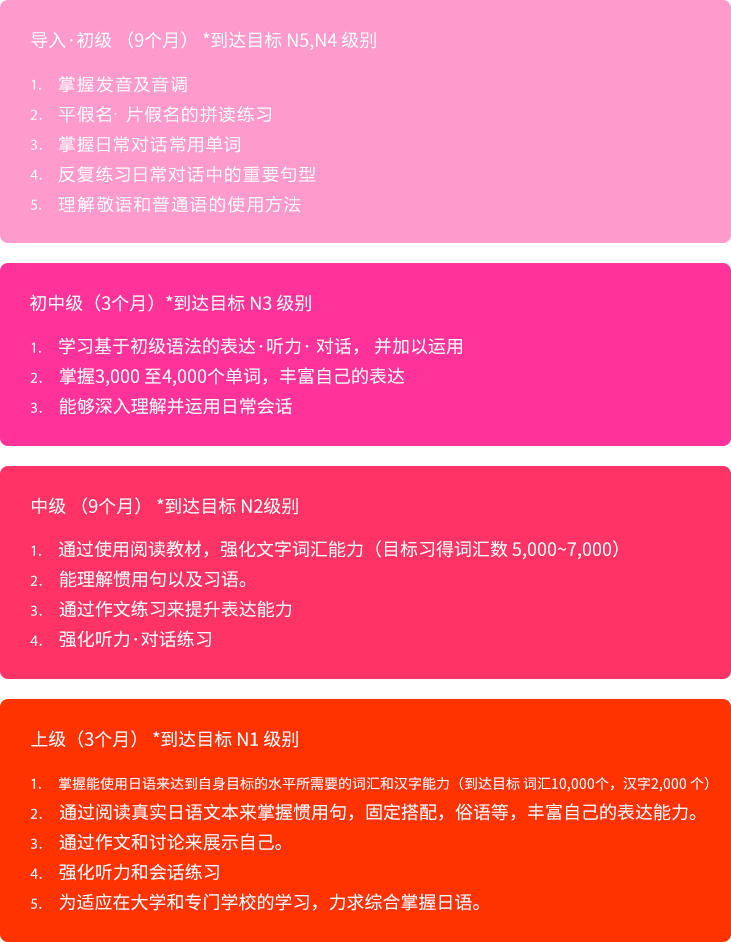 导入·初级 （9个月） *到达目标 N5,N4 级别
1. 掌握发音及音调
2. 平假名· 片假名的拼读练习
3. 掌握日常对话常用单词
4. 反复练习日常对话中的重要句型
5. 理解敬语和普通语的使用方法
初中级（3个月）*到达目标 N3 级别
1. 学习基于初级语法的表达·听力· 对话， 并加以运用
2. 掌握3,000 至4,000个单词，丰富自己的表达
3. 能够深入理解并运用日常会话
中级 （9个月） *到达目标 N2级别
1. 通过使用阅读教材，强化文字词汇能力（目标习得词汇数 5,000~7,000）
2. 能理解惯用句以及习语。
3. 通过作文练习来提升表达能力
4. 强化听力·对话练习
上级（3个月） *到达目标 N1 级别
1. 掌握能使用日语来达到自身目标的水平所需要的词汇和汉字能力（到达目标 词汇10,000个，汉字2,000 个）
2. 通过阅读真实日语文本来掌握惯用句，固定搭配，俗语等，丰富自己的表达能力。
3. 通过作文和讨论来展示自己。
4. 强化听力和会话练习
5. 为适应在大学和专门学校的学习，力求综合掌握日语。